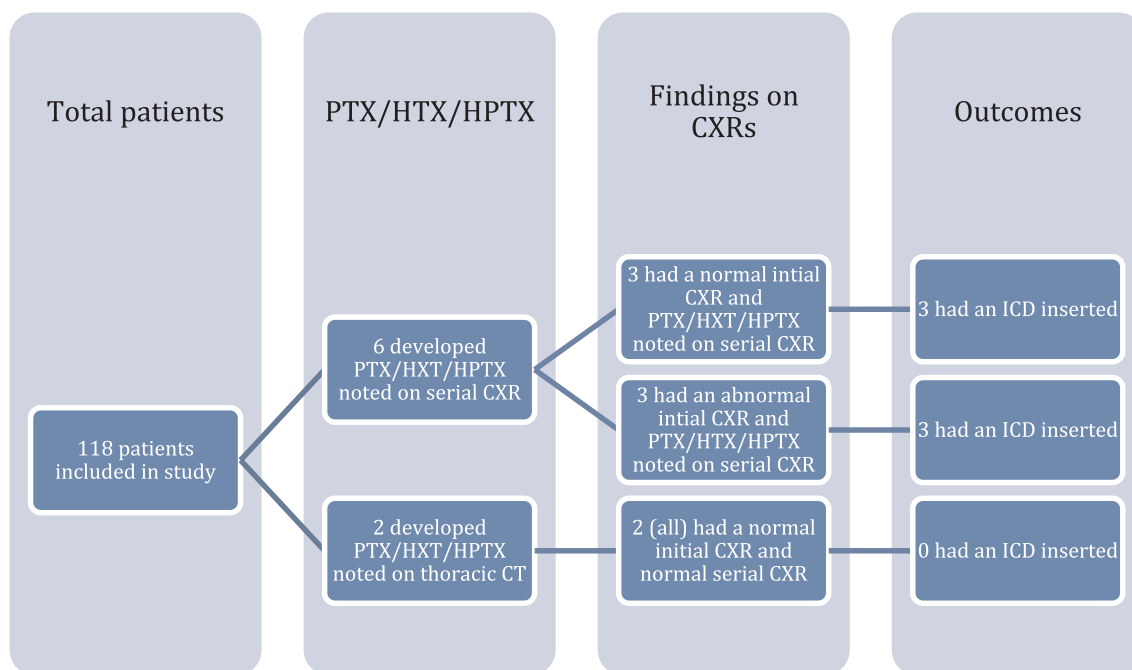 Total patients
PTX/HTX/HPTX
Findings on
CXRs
Outcomes
118 patients
included in study
6 developed
PTX/HXT/HPTX
noted on serial CXR
2 developed
PTX/HXT/HPTX
noted on thoracic CT
3 had a normal intial
CXR and
PTX/HXT/HPTX
noted on serial CXR
3 had an abnormal
intial CXR and
PTX/HTX/HPTX
noted on serial CXR
2 (all) had a normal
initial CXR and
normal serial CXR
3 had an ICD inserted
3 had an ICD inserted
0 had an ICD inserted